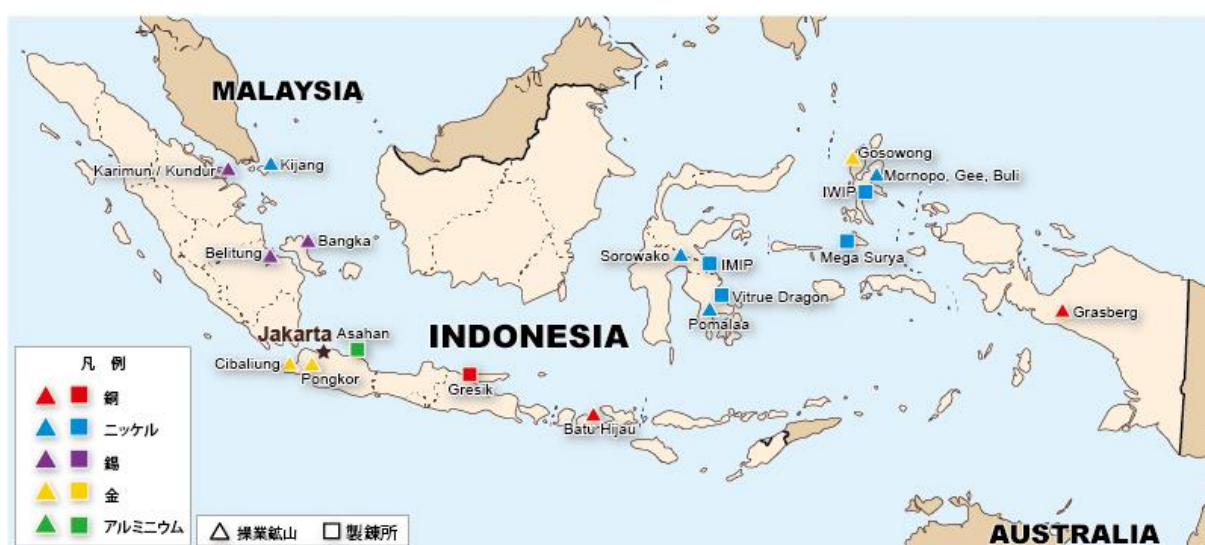 MALAYSIA
Karimun / Kundur
Kijang
Gosowong
Mornopo, Gee, Buli
IWIP
Bangka
Belitung
Sorowako
IMIP
Mega Surya
Vitrue Dragon
Pomalaa
Grasberg
Jakarta
Asahan
INDONESIA
Cibaliung
Pongkor
Gresik
Batu Hijau
凡 例
銅
ニッケル
錫
金
アルミニウム
操業鉱山
製錬所
AUSTRALIA